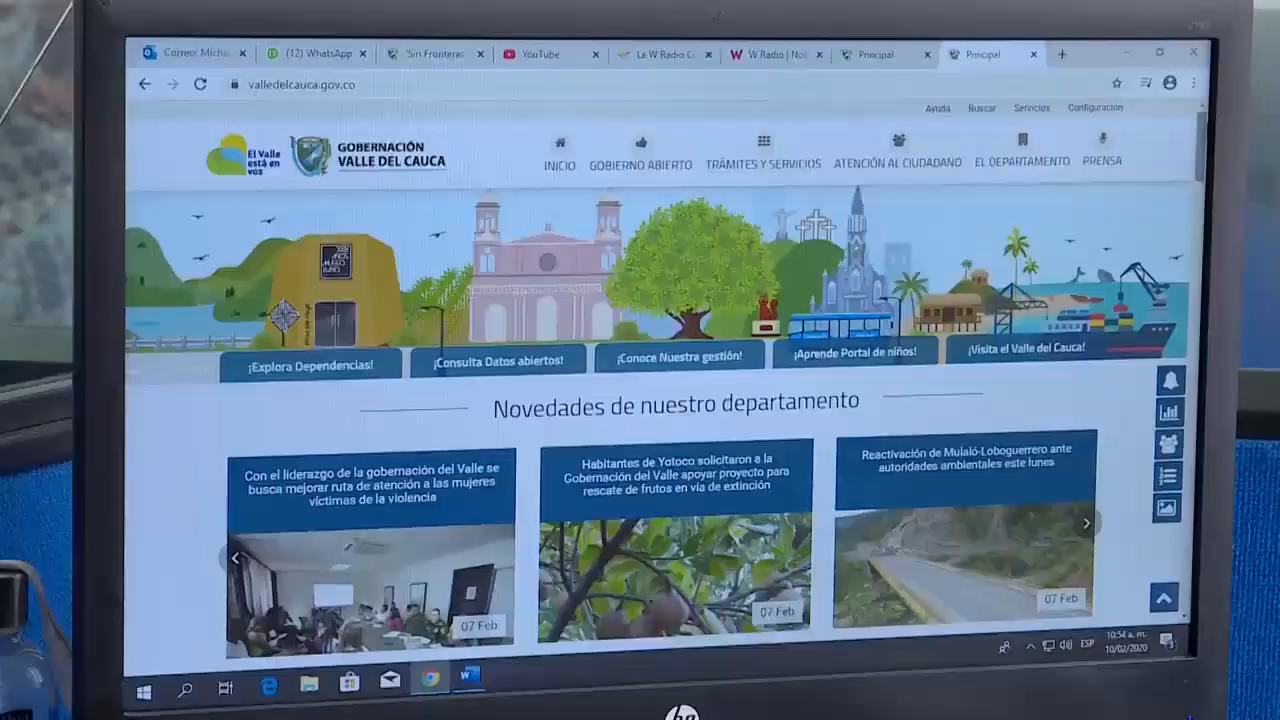 Correo: Miche
(12) WhatsApp
'Sin Fronteras
YouTube
La W Radio C
W Radio | No
Principal
Principal
valledelcauca.gov.co
Ayuda Buscar Servicios Configuración
El Valle
está en
vos
GOBERNACIÓN
VALLE DEL CAUCA
INICIO
GOBIERNO ABIERTO
TRÁMITES Y SERVICIOS
ATENCIÓN AL CIUDADANO
EL DEPARTAMENTO
PRENSA
¡Explora Dependencias!
¡Consulta Datos abiertos!
¡Conoce Nuestra gestión!
¡Aprende Portal de niños!
¡Visita el Valle del Cauca!
Novedades de nuestro departamento
Con el liderazgo de la gobernación del Valle se
busca mejorar ruta de atención a las mujeres
víctimas de la violencia
07 Feb
Habitantes de Yotoco solicitaron a la
Gobernación del Valle apoyar proyecto para
rescate de frutos en vía de extinción
07 Feb
Reactivación de Mulaló-Loboguerrero ante
autoridades ambientales este lunes
07 Feb
ESP
10:54 a. m.
10/02/2020
hp